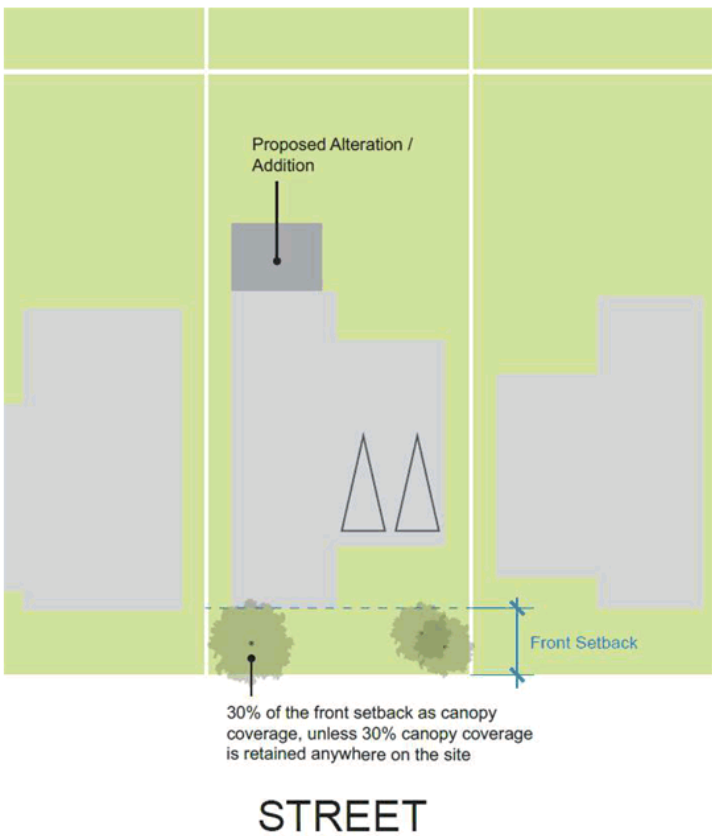 Proposed Alteration /
Addition
Front Setback
30% of the front setback as canopy
coverage, unless 30% canopy coverage
is retained anywhere on the site
STREET